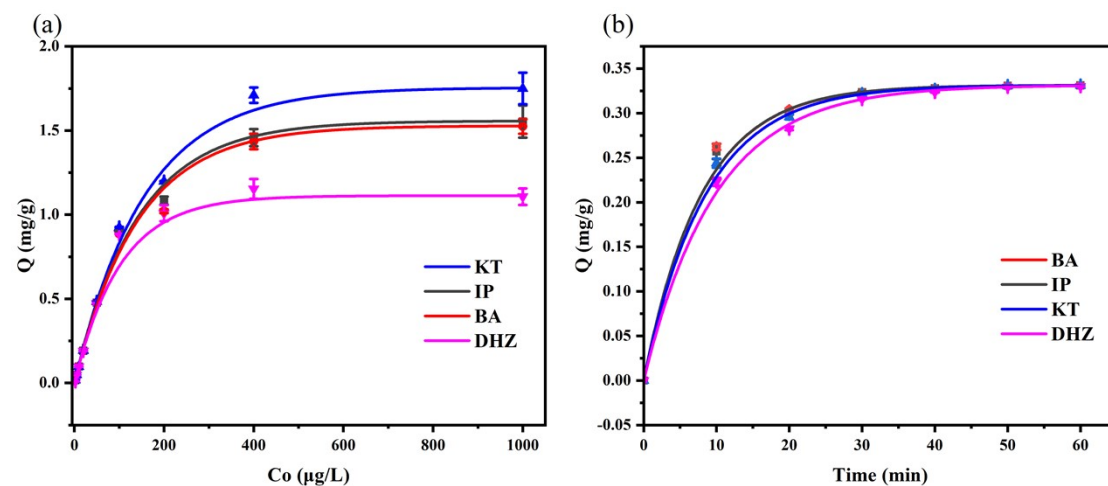 (a)
2.0
1.5
1.0
0.5
0.0
Q (mg/g)
KT
IP
BA
DHZ
0
200
400
600
800
1000
Co (μg/L)
(b)
0.35
0.30
0.25
0.20
0.15
0.10
0.05
0.00
-0.05
Q (mg/g)
BA
IP
KT
DHZ
0
10
20
30
40
50
60
Time (min)